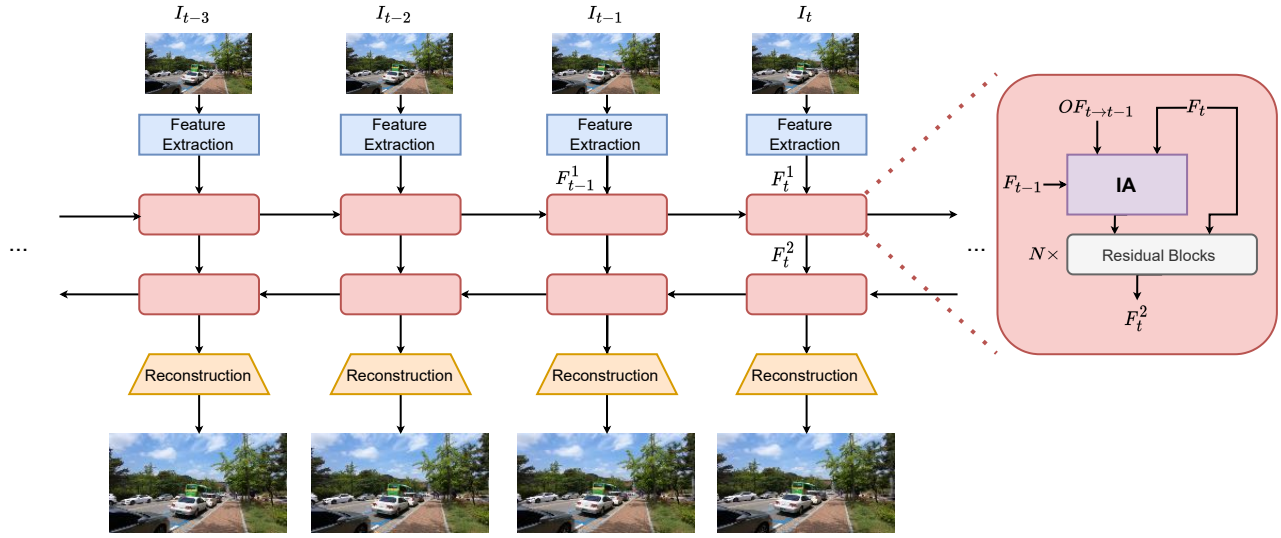 I_{t-3}
I_{t-2}
I_{t-1}
I_t
Feature
Extraction
Feature
Extraction
Feature
Extraction
Feature
Extraction
F^1_{t-1}
F^1_t
...
F^2_t
...
Reconstruction
Reconstruction
Reconstruction
Reconstruction
OF_{t→t-1}
F_t
F_{t-1}
IA
N×
Residual Blocks
F^2_t